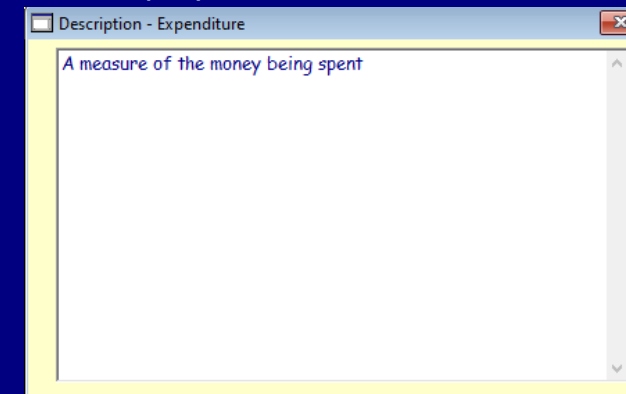 Description - Expenditure
A measure of the money being spent